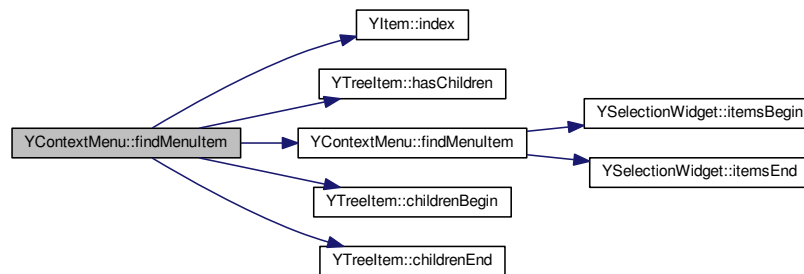 YItem::index
YTreeItem::hasChildren
YSelectionWidget::itemsBegin
YContextMenu::findMenuItem
YContextMenu::findMenuItem
YSelectionWidget::itemsEnd
YTreeItem::childrenBegin
YTreeItem::childrenEnd